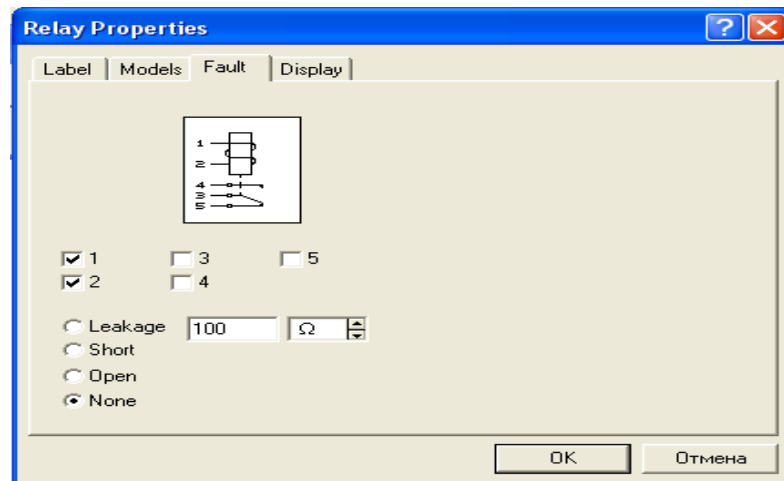 Relay Properties
Label Models Fault Display
1
2
4
3
5
1 3 5
2 4
Leakage 100 Ω
Short
Open
None
OK Отмена